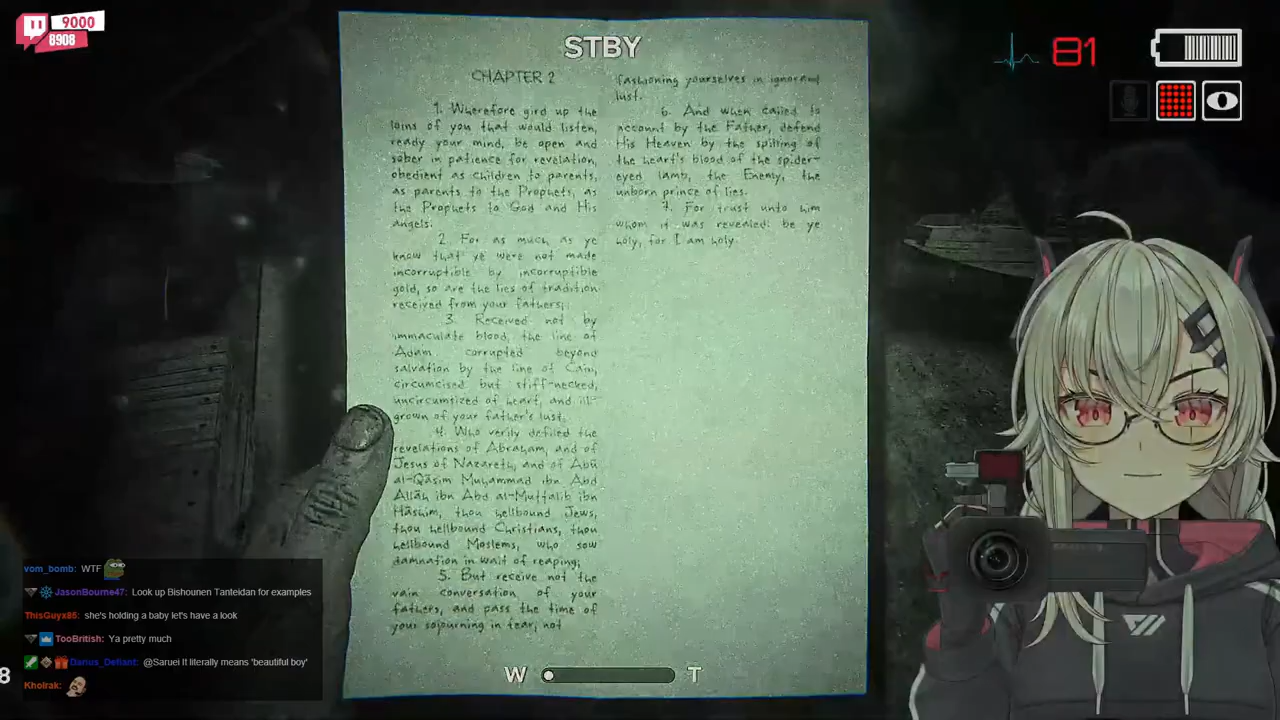 9000
8908
STBY
81
CHAPTER 2
1. Wherefore gird up the
loins of you that would listen,
ready your mind, be open and
sober in patience for revelation,
obedient as children to parents,
as parents to the Prophets, as
the Prophets to God and His
angels:
2. For as much as ye
know that ye were not made
incorruptible by incorruptible
gold, so are the lies of tradition
received from your fathers;
3. Received not by
immaculate blood, the line of
Adam corrupted beyond
salvation by the line of Cain,
circumcised but stiff-necked,
uncircumtized of heart, and ill-
grown of your father's lust,
4. Who verily defiled the
revelations of Abraham, and of
Jesus of Nazareth, and of Abū
al-Qāsim Muḥammad ibn Abd
Allāh ibn Abd al-Muṭṭalib ibn
Hāshim, thou hellbound Jews,
thou hellbound Christians, thou
hellbound Moslems, who sow
damnation in wait of reaping;
5. But receive not the
vain conversation of your
fathers, and pass the time of
your sojourning in fear, not
fashioning yourselves in ignorant
lust.
6. And when called to
account by the Father, defend
His Heaven by the spilling of
the heart's blood of the spider-
eyed lamb, the Enemy, the
unborn prince of lies.
7. For trust unto him
whom it was revealed: be ye
holy, for I am holy.
W T
vom_bomb: WTF
JasonBourne47: Look up Bishounen Tanteidan for examples
ThisGuyx85: she's holding a baby let's have a look
TooBritish: Ya pretty much
Darius_Defiant: @Saruei It literally means 'beautiful boy'
Kholrak:
8